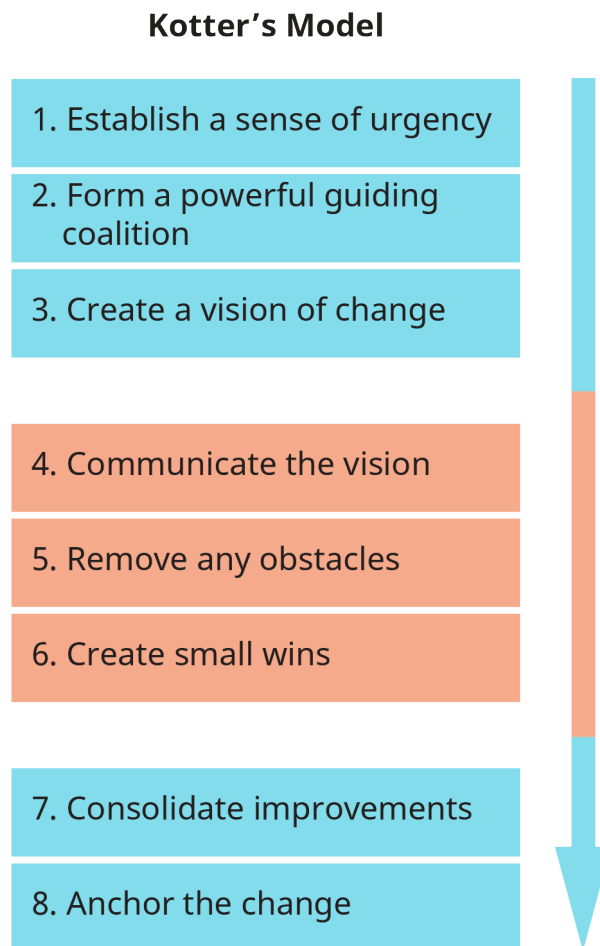 Kotter’s Model
1. Establish a sense of urgency
2. Form a powerful guiding
coalition
3. Create a vision of change
4. Communicate the vision
5. Remove any obstacles
6. Create small wins
7. Consolidate improvements
8. Anchor the change